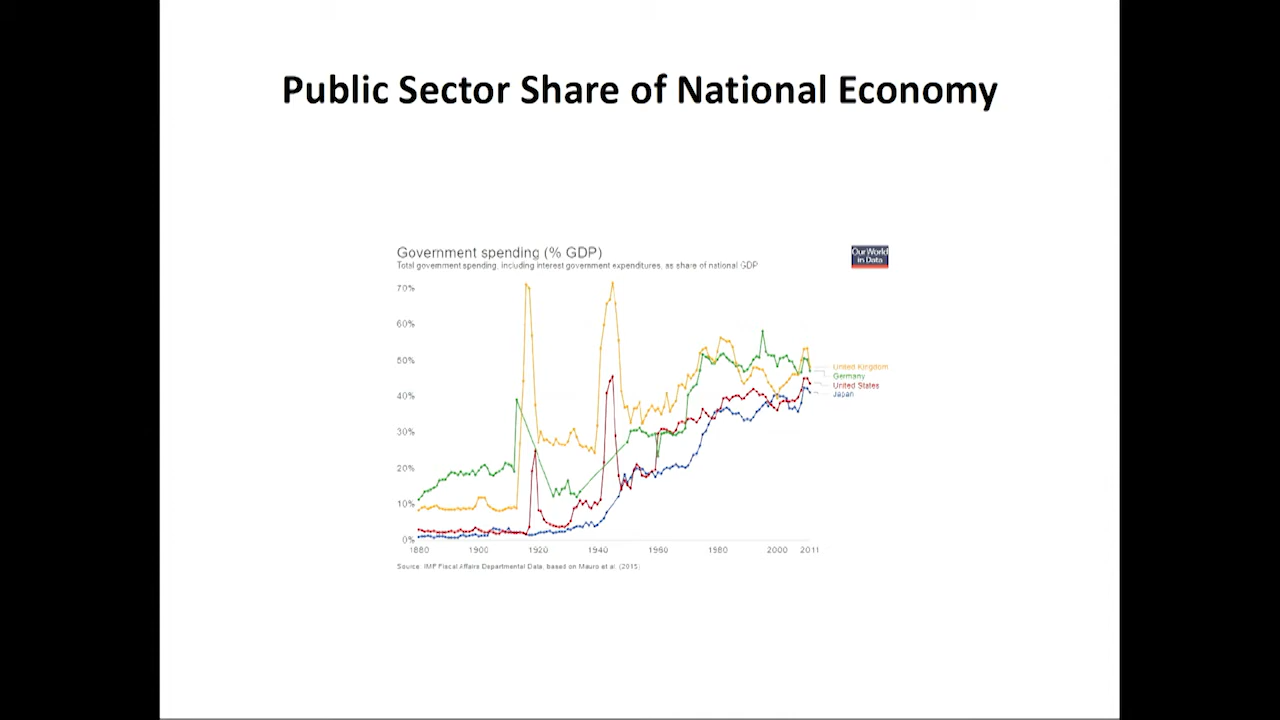 Public Sector Share of National Economy
Government spending (% GDP)
Total government spending, including interest government expenditures, as share of national GDP
Our World
in Data
70%
60%
50%
40%
30%
20%
10%
0%
1880 1900 1920 1940 1960 1980 2000 2011
United Kingdom
Germany
United States
Japan
Source: IMF Fiscal Affairs Departmental Data, based on Mauro et al. (2015)